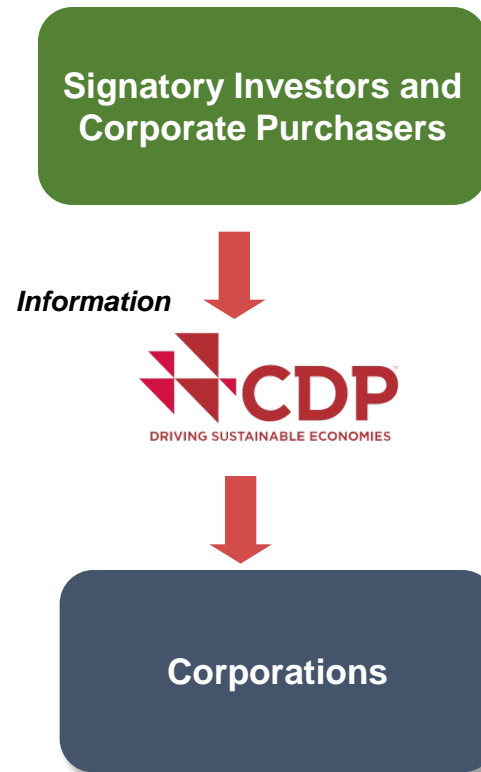 Signatory Investors and
Corporate Purchasers
Information
CDP
DRIVING SUSTAINABLE ECONOMIES
Corporations